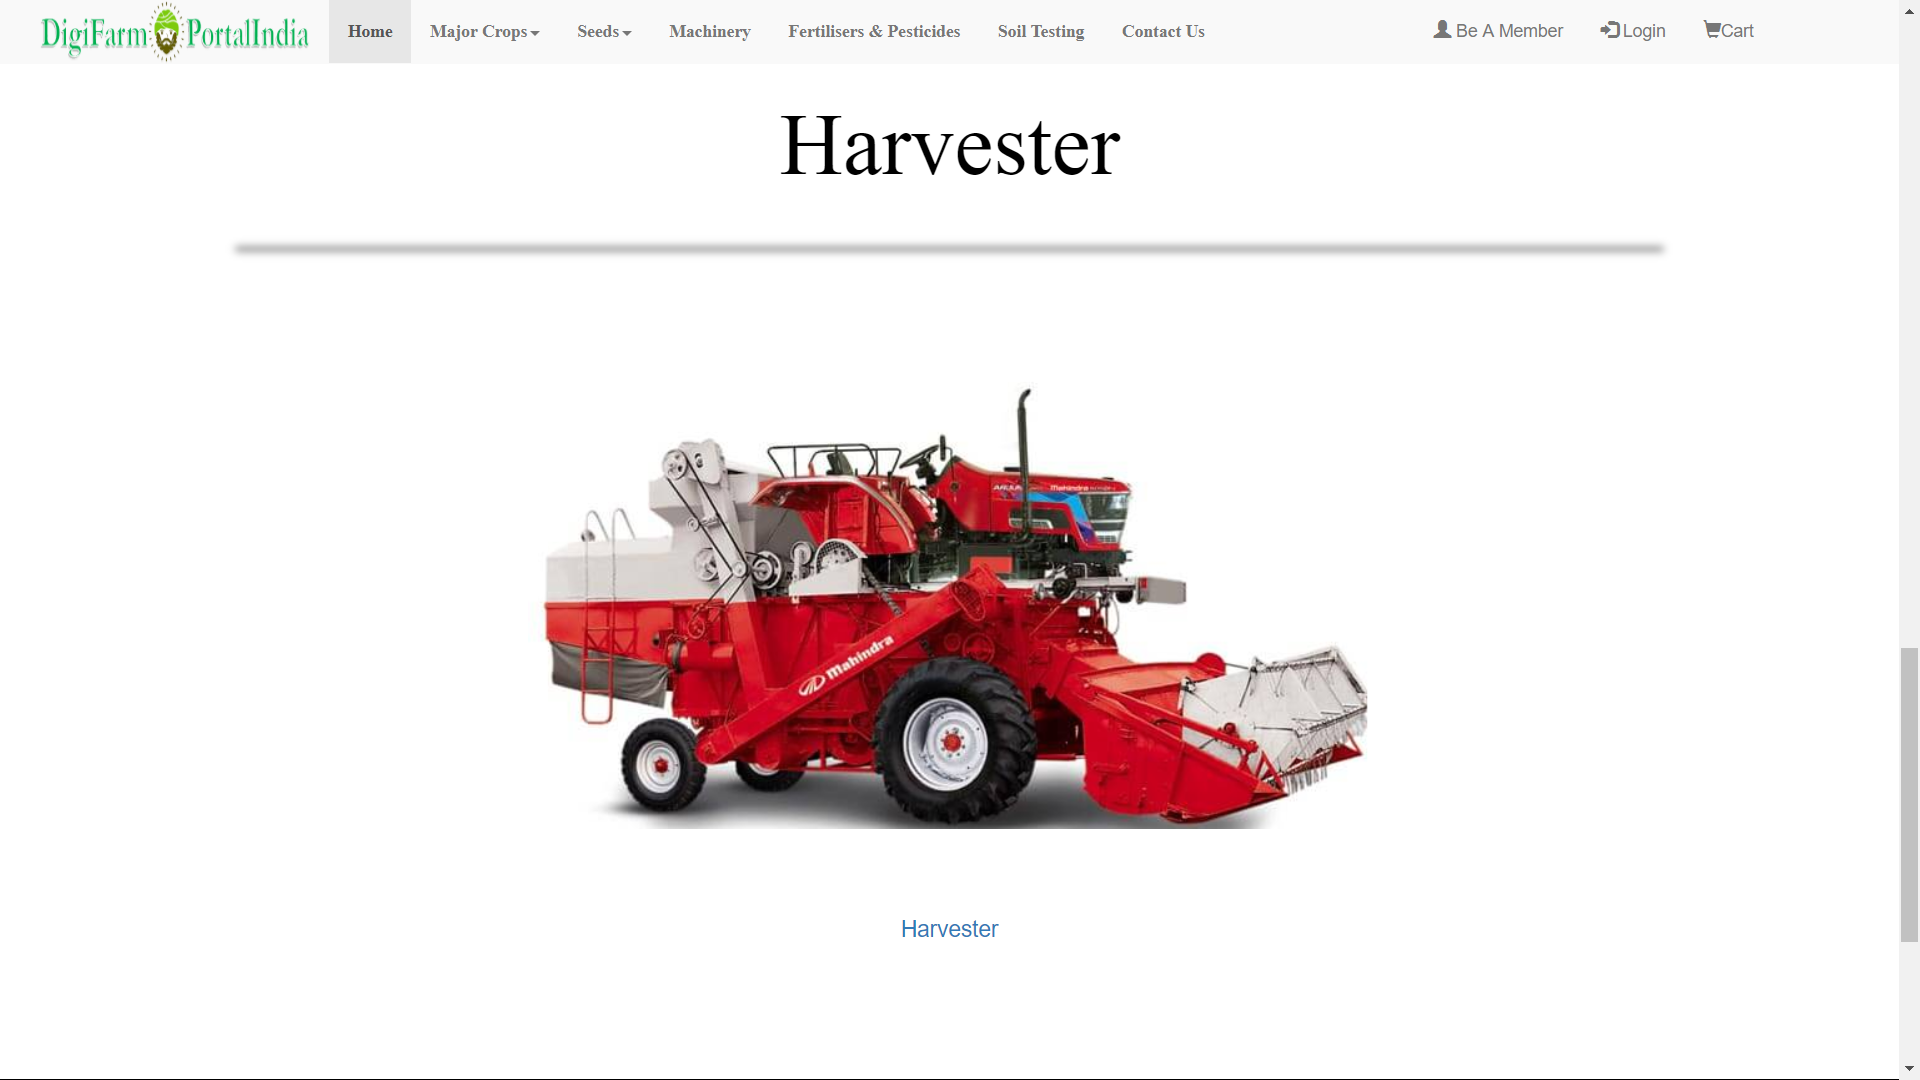 DigiFarm PortalIndia
Home
Major Crops
Seeds
Machinery
Fertilisers & Pesticides
Soil Testing
Contact Us
Be A Member
Login
Cart
Harvester
Mahindra
Mahindra
Harvester